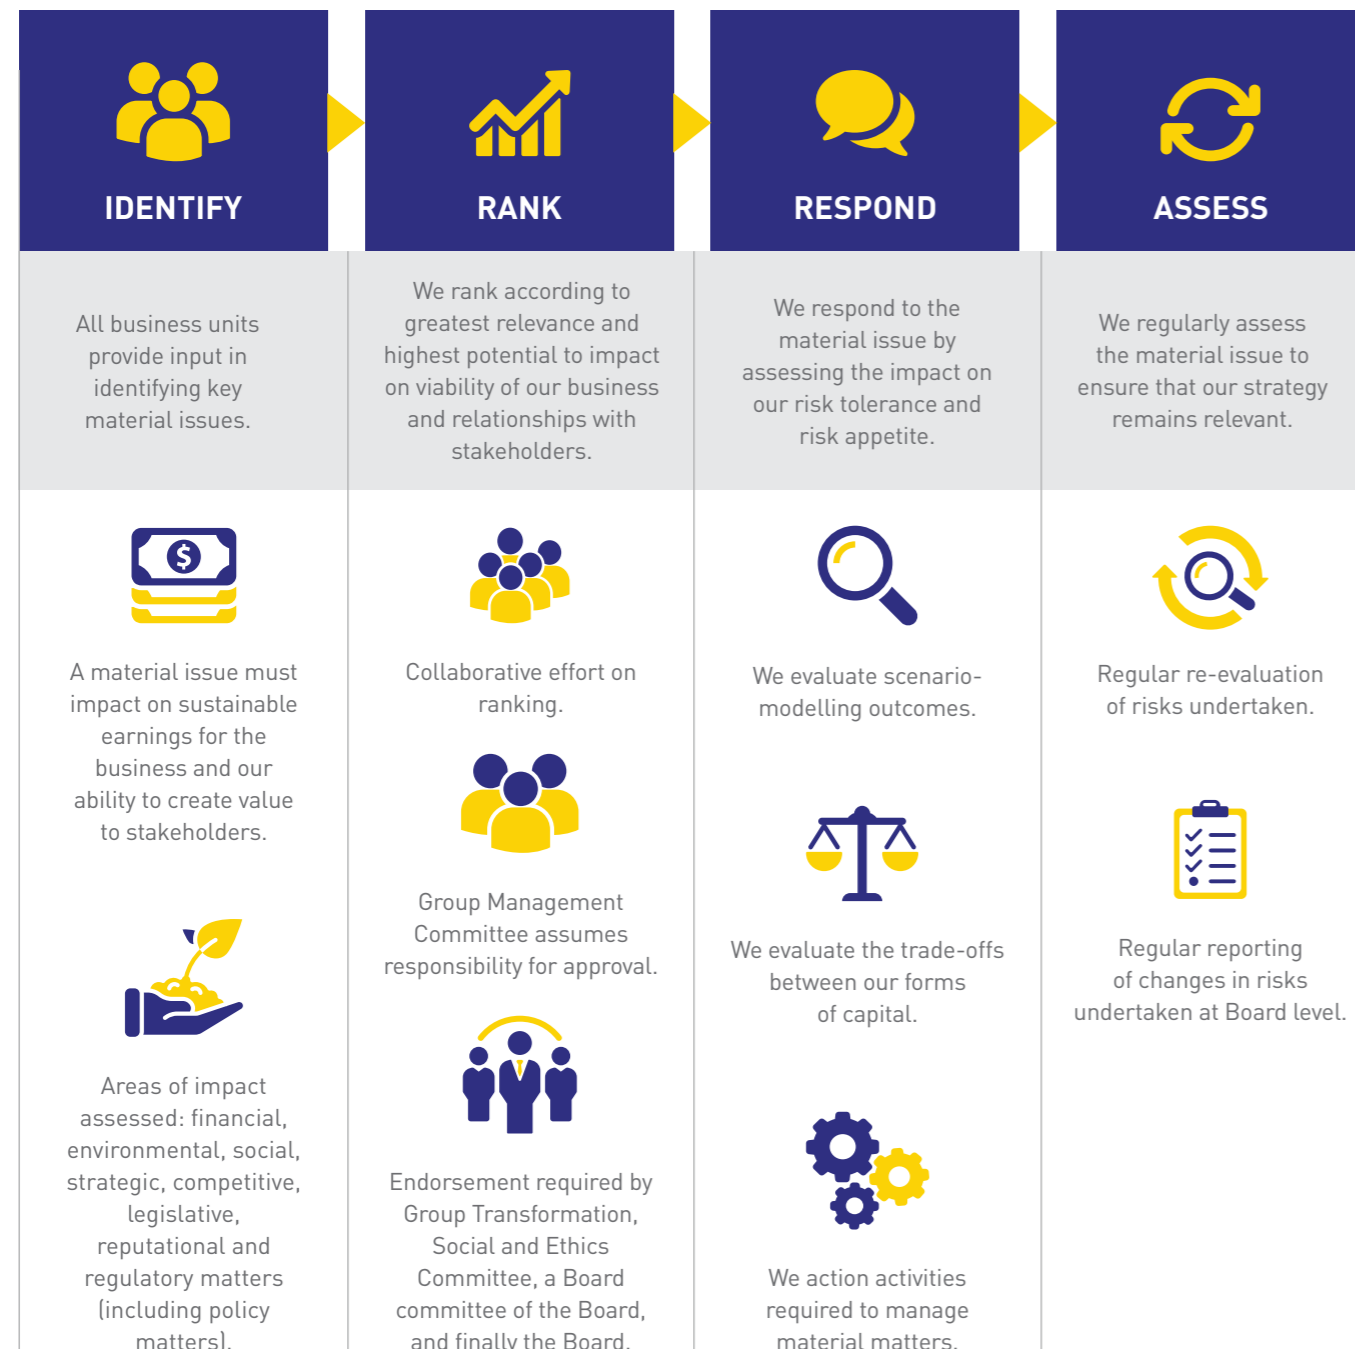 IDENTIFY
All business units
provide input in
identifying key
material issues.
$
A material issue must
impact on sustainable
earnings for the
business and our
ability to create value
to stakeholders.
Areas of impact
assessed: financial,
environmental, social,
strategic, competitive,
legislative,
reputational and
regulatory matters
(including policy
matters).
RANK
We rank according to
greatest relevance and
highest potential to impact
on viability of our business
and relationships with
stakeholders.
Collaborative effort on
ranking.
Group Management
Committee assumes
responsibility for approval.
Endorsement required by
Group Transformation,
Social and Ethics
Committee, a Board
committee of the Board,
and finally the Board.
RESPOND
We respond to the
material issue by
assessing the impact on
our risk tolerance and
risk appetite.
We evaluate scenario-
modelling outcomes.
We evaluate the trade-offs
between our forms
of capital.
We action activities
required to manage
material matters.
ASSESS
We regularly assess
the material issue to
ensure that our strategy
remains relevant.
Regular re-evaluation
of risks undertaken.
Regular reporting
of changes in risks
undertaken at Board level.